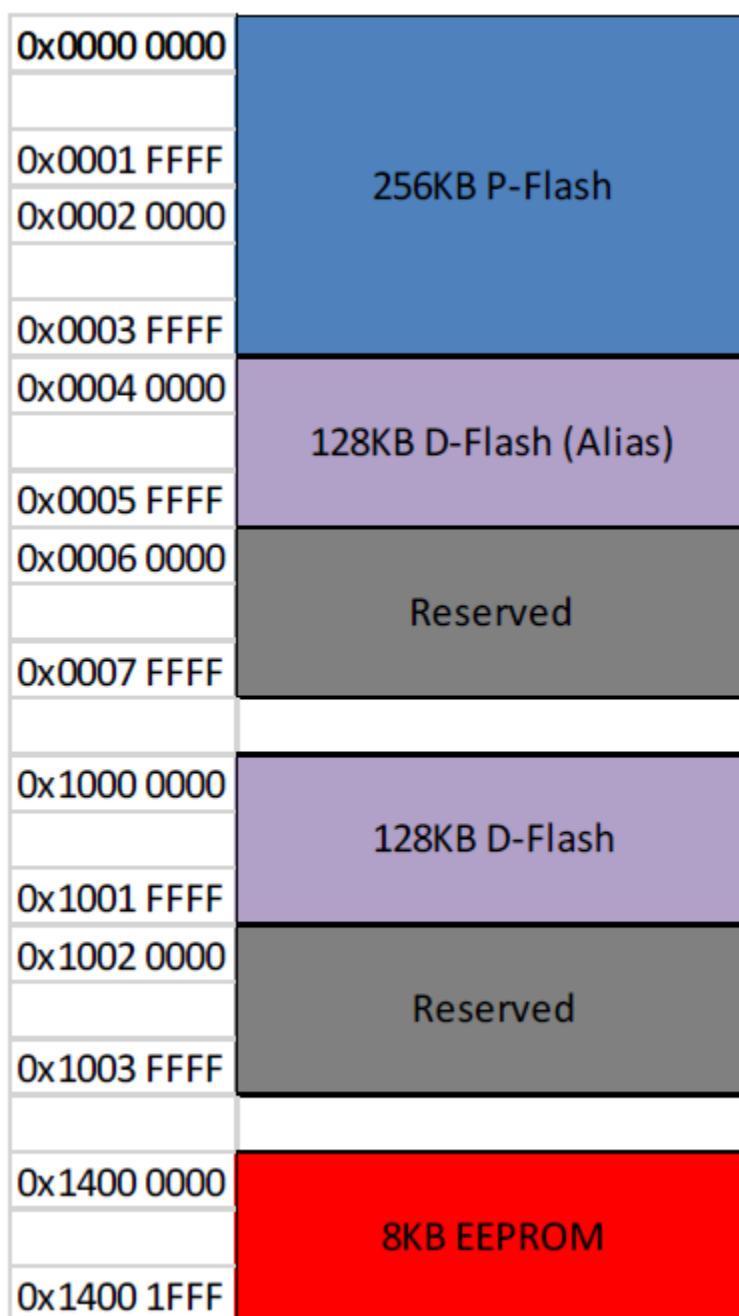 0x0000 0000
0x0001 FFFF
256KB P-Flash
0x0002 0000
0x0003 FFFF
0x0004 0000
128KB D-Flash (Alias)
0x0005 FFFF
0x0006 0000
Reserved
0x0007 FFFF
0x1000 0000
128KB D-Flash
0x1001 FFFF
0x1002 0000
Reserved
0x1003 FFFF
0x1400 0000
8KB EEPROM
0x1400 1FFF